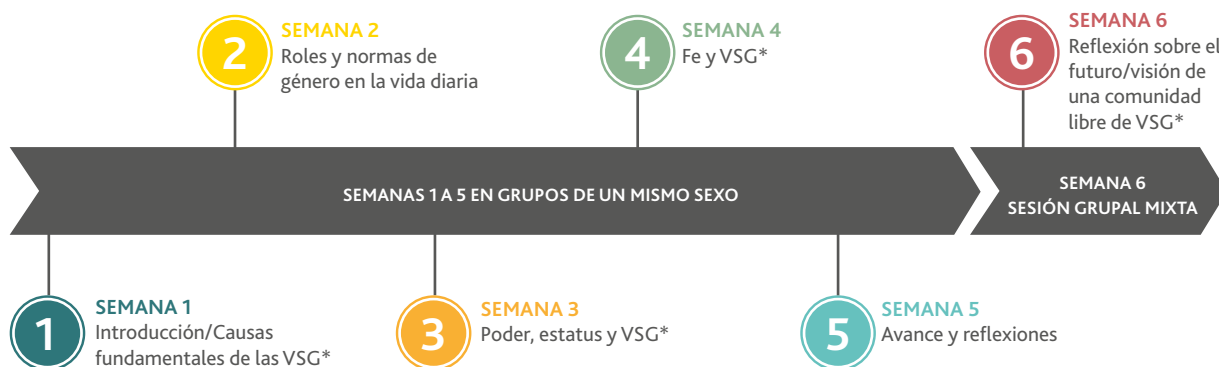 2
SEMANA 2
Roles y normas de
género en la vida diaria
4
SEMANA 4
Fe y VSG*
6
SEMANA 6
Reflexión sobre el
futuro/visión de
una comunidad
libre de VSG*
SEMANAS 1 A 5 EN GRUPOS DE UN MISMO SEXO
SEMANA 6
SESIÓN GRUPAL MIXTA
1
SEMANA 1
Introducción/Causas
fundamentales de las VSG*
3
SEMANA 3
Poder, estatus y VSG*
5
SEMANA 5
Avance y reflexiones